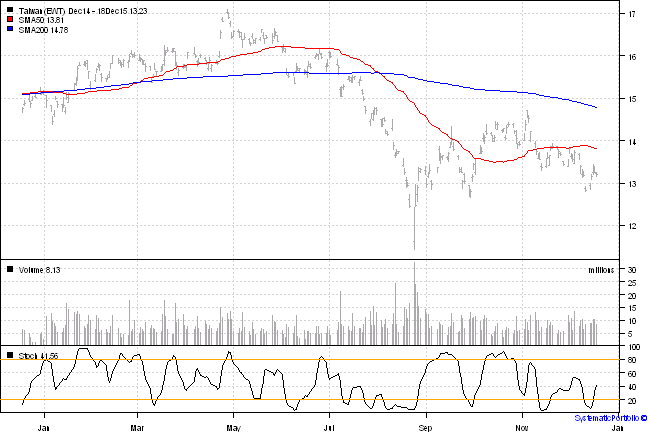 Taiwan (EWT) Dec14 - 18Dec15 13.23
SMA50 13.81
SMA200 14.78
17
16
15
14
13
12
Volume 8.13
millions
30
25
20
15
10
5
Stoch 41.56
100
80
60
40
20
Jan Mar May Jul Sep Nov Jan
SystematicPortfolio ©